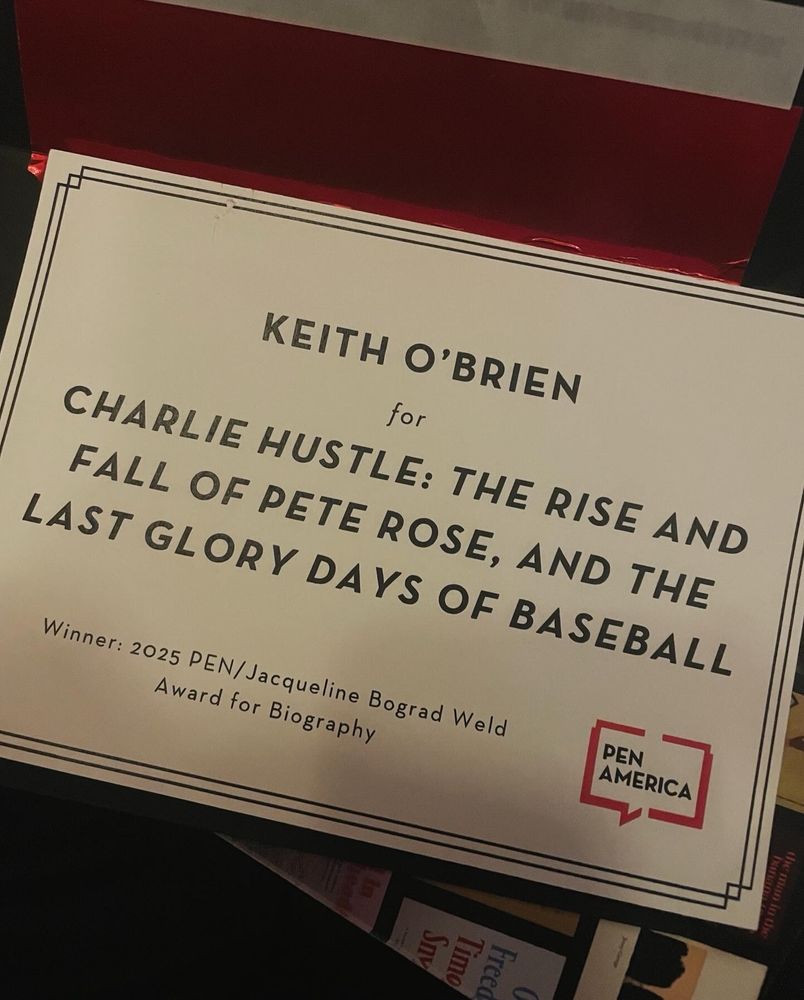 KEITH O'BRIEN
for
CHARLIE HUSTLE: THE RISE AND
FALL OF PETE ROSE, AND THE
LAST GLORY DAYS OF BASEBALL
Winner: 2025 PEN/Jacqueline Bograd Weld
Award for Biography
PEN
AMERICA